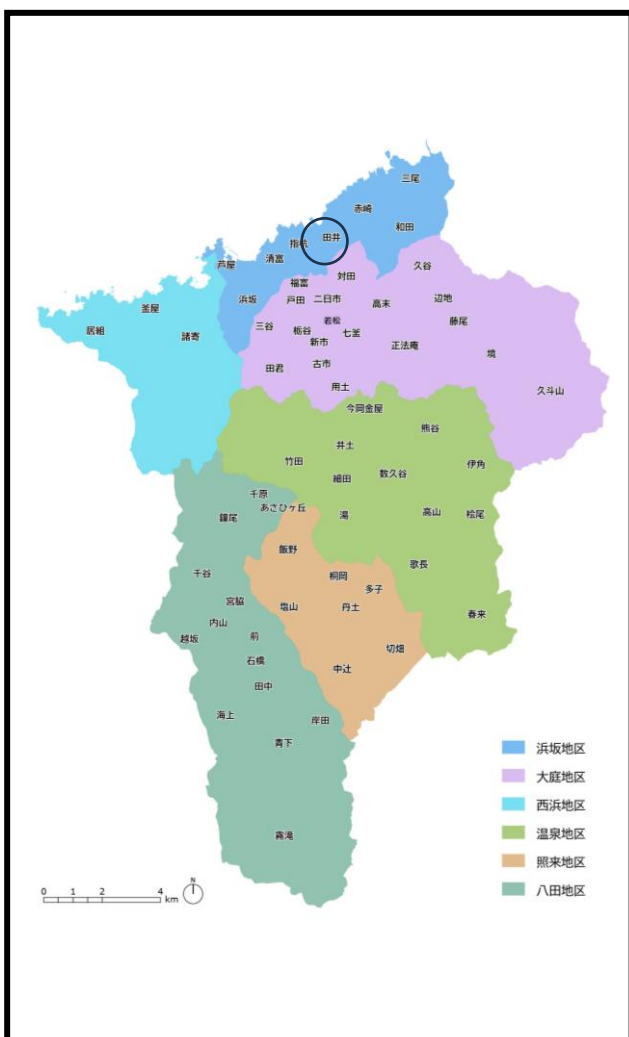 三尾
赤崎
田井
和田
指杭
清富
芦屋
浜坂
久谷
対田
福富
戸田
二日市
高末
辺地
釜屋
居組
諸寄
三谷
栃谷
若松
七釜
藤尾
新市
正法庵
境
田君
古市
久斗山
用土
今岡金屋
熊谷
井土
竹田
細田
数久谷
伊角
千原
あさひヶ丘
湯
高山
桧尾
鐘尾
飯野
歌長
千谷
桐岡
多子
宮脇
塩山
丹土
春来
内山
越坂
前
切畑
石橋
中辻
田中
海上
岸田
青下
霧滝
浜坂地区
大庭地区
西浜地区
温泉地区
照来地区
八田地区
0 1 2 4
km
N